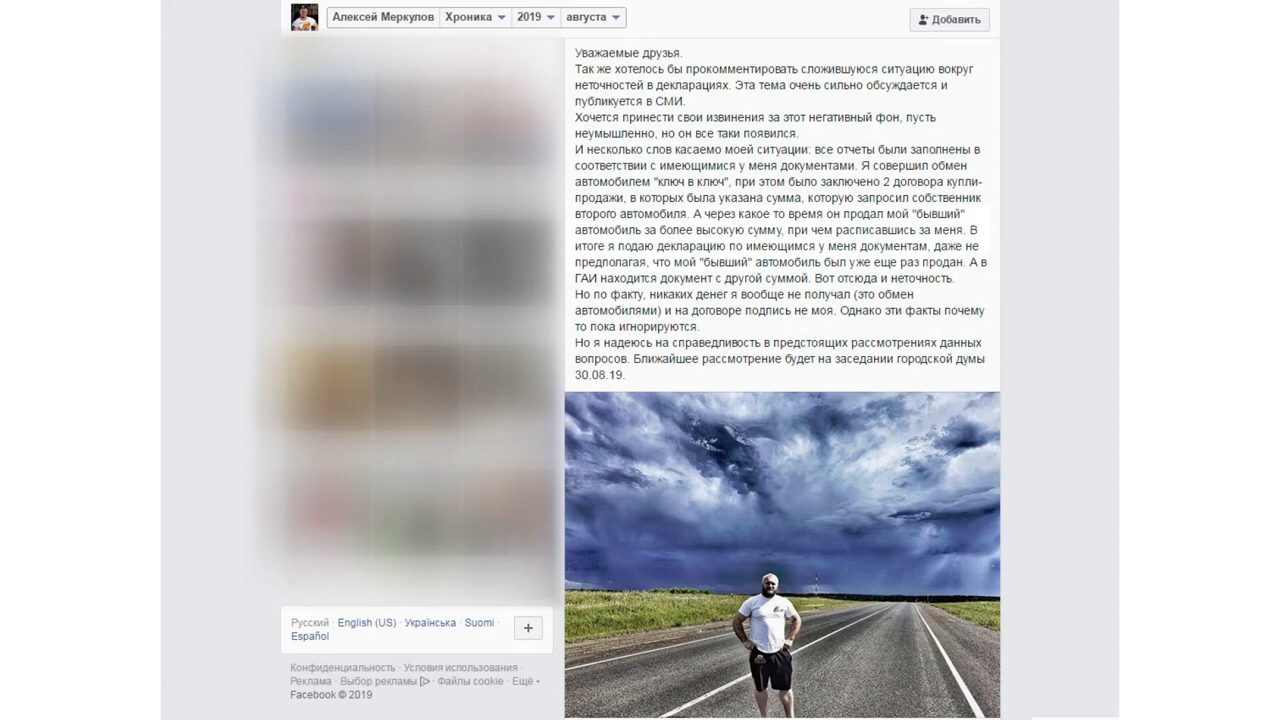 Алексей Меркулов Хроника 2019 августа Добавить
Уважаемые друзья.
Так же хотелось бы прокомментировать сложившуюся ситуацию вокруг
неточностей в декларациях. Эта тема очень сильно обсуждается и
публикуется в СМИ.
Хочется принести свои извинения за этот негативный фон, пусть
неумышленно, но он все таки появился.
И несколько слов касаемо моей ситуации: все отчеты были заполнены в
соответствии с имеющимися у меня документами. Я совершил обмен
автомобилем "ключ в ключ", при этом было заключено 2 договора купли-
продажи, в которых была указана сумма, которую запросил собственник
второго автомобиля. А через какое то время он продал мой "бывший"
автомобиль за более высокую сумму, при чем расписавшись за меня. В
итоге я подаю декларацию по имеющимся у меня документам, даже не
предполагая, что мой "бывший" автомобиль был уже еще раз продан. А в
ГАИ находится документ с другой суммой. Вот отсюда и неточность.
Но по факту, никаких денег я вообще не получал (это обмен
автомобилями) и на договоре подпись не моя. Однако эти факты почему
то пока игнорируются.
Но я надеюсь на справедливость в предстоящих рассмотрениях данных
вопросов. Ближайшее рассмотрение будет на заседании городской думы
30.08.19.
Русский · English (US) · Українська · Suomi ·
Español
Конфиденциальность · Условия использования ·
Реклама · Выбор рекламы · Файлы cookie · Ещё
Facebook © 2019